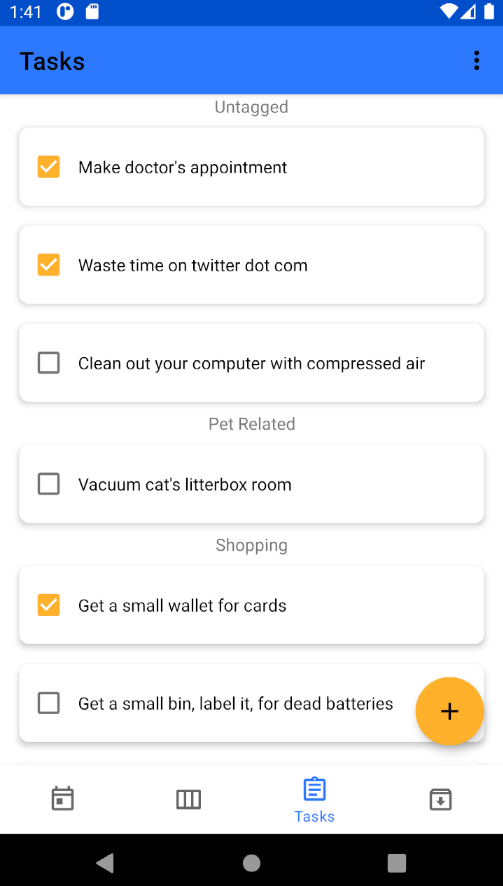 1:41
Tasks
Untagged
Make doctor's appointment
Waste time on twitter dot com
Clean out your computer with compressed air
Pet Related
Vacuum cat's litterbox room
Shopping
Get a small wallet for cards
Get a small bin, label it, for dead batteries
Tasks